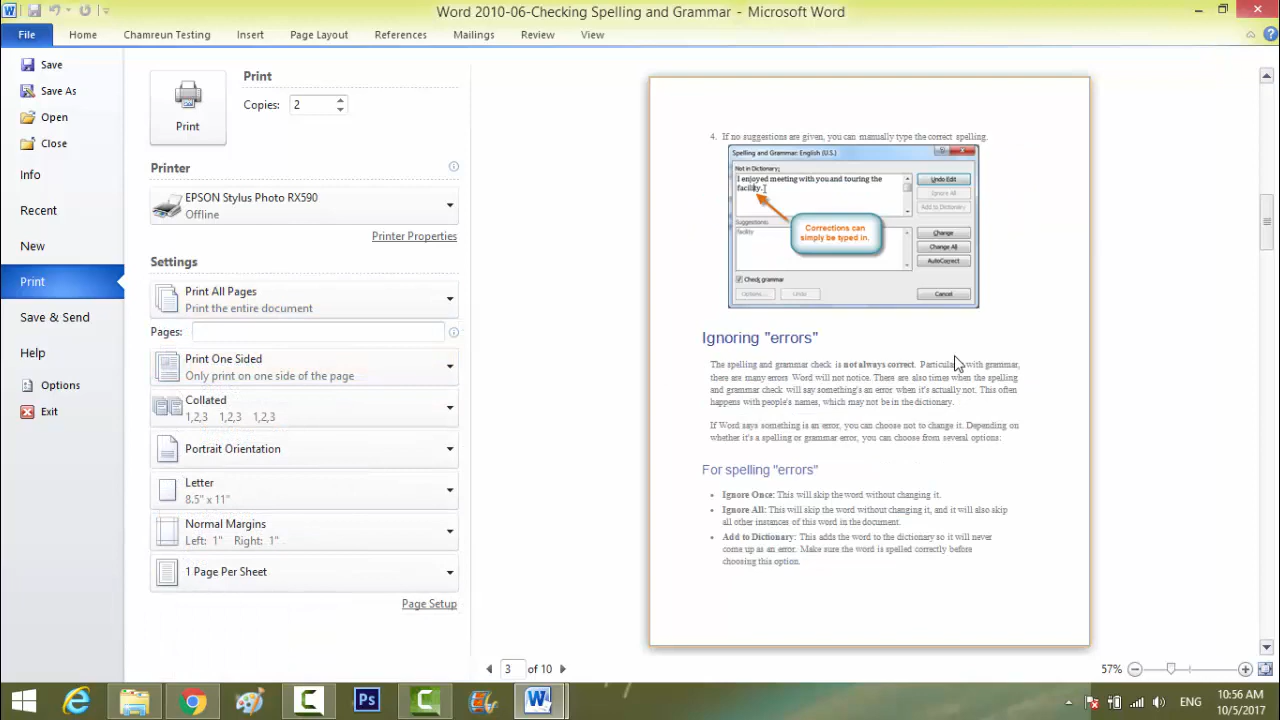 Word 2010-06-Checking Spelling and Grammar - Microsoft Word
File Home Chamreun Testing Insert Page Layout References Mailings Review View
Save
Save As
Open
Close
Info
Recent
New
Print
Save & Send
Help
Options
Exit
Print
Print
Copies: 2
Printer
EPSON Stylus Photo RX590
Offline
Printer Properties
Settings
Print All Pages
Print the entire document
Pages:
Print One Sided
Only print on one side of the page
Collated
1,2,3 1,2,3 1,2,3
Portrait Orientation
Letter
8.5" x 11"
Normal Margins
Left: 1" Right: 1"
1 Page Per Sheet
Page Setup
4. If no suggestions are given, you can manually type the correct spelling.
Spelling and Grammar: English (U.S.)
Not in Dictionary:
I enjoyed meeting with you and touring the
Undo Edit
Ignore All
Add to Dictionary
Corrections can
simply be typed in.
Suggestions:
facility
Change
Change All
AutoCorrect
Check grammar
Options... Undo Cancel
Ignoring "errors"
The spelling and grammar check is not always correct. with grammar,
there are many errors Word will not notice. There are also times when the spelling
and grammar check will say something's an error when it's actually not. This often
happens with people's names, which may not be in the dictionary.
If Word says something is an error, you can choose not to change it. Depending on
whether it's a spelling or grammar error, you can choose from several options:
For spelling "errors"
• Ignore Once: This will skip the word without changing it.
• Ignore All: This will skip the word without changing it, and it will also skip
all other instances of this word in the document.
• Add to Dictionary: This adds the word to the dictionary so it will never
come up as an error. Make sure the word is spelled correctly before
choosing this option.
3 of 10
57%
Ps
ENG
10:56 AM
10/5/2017